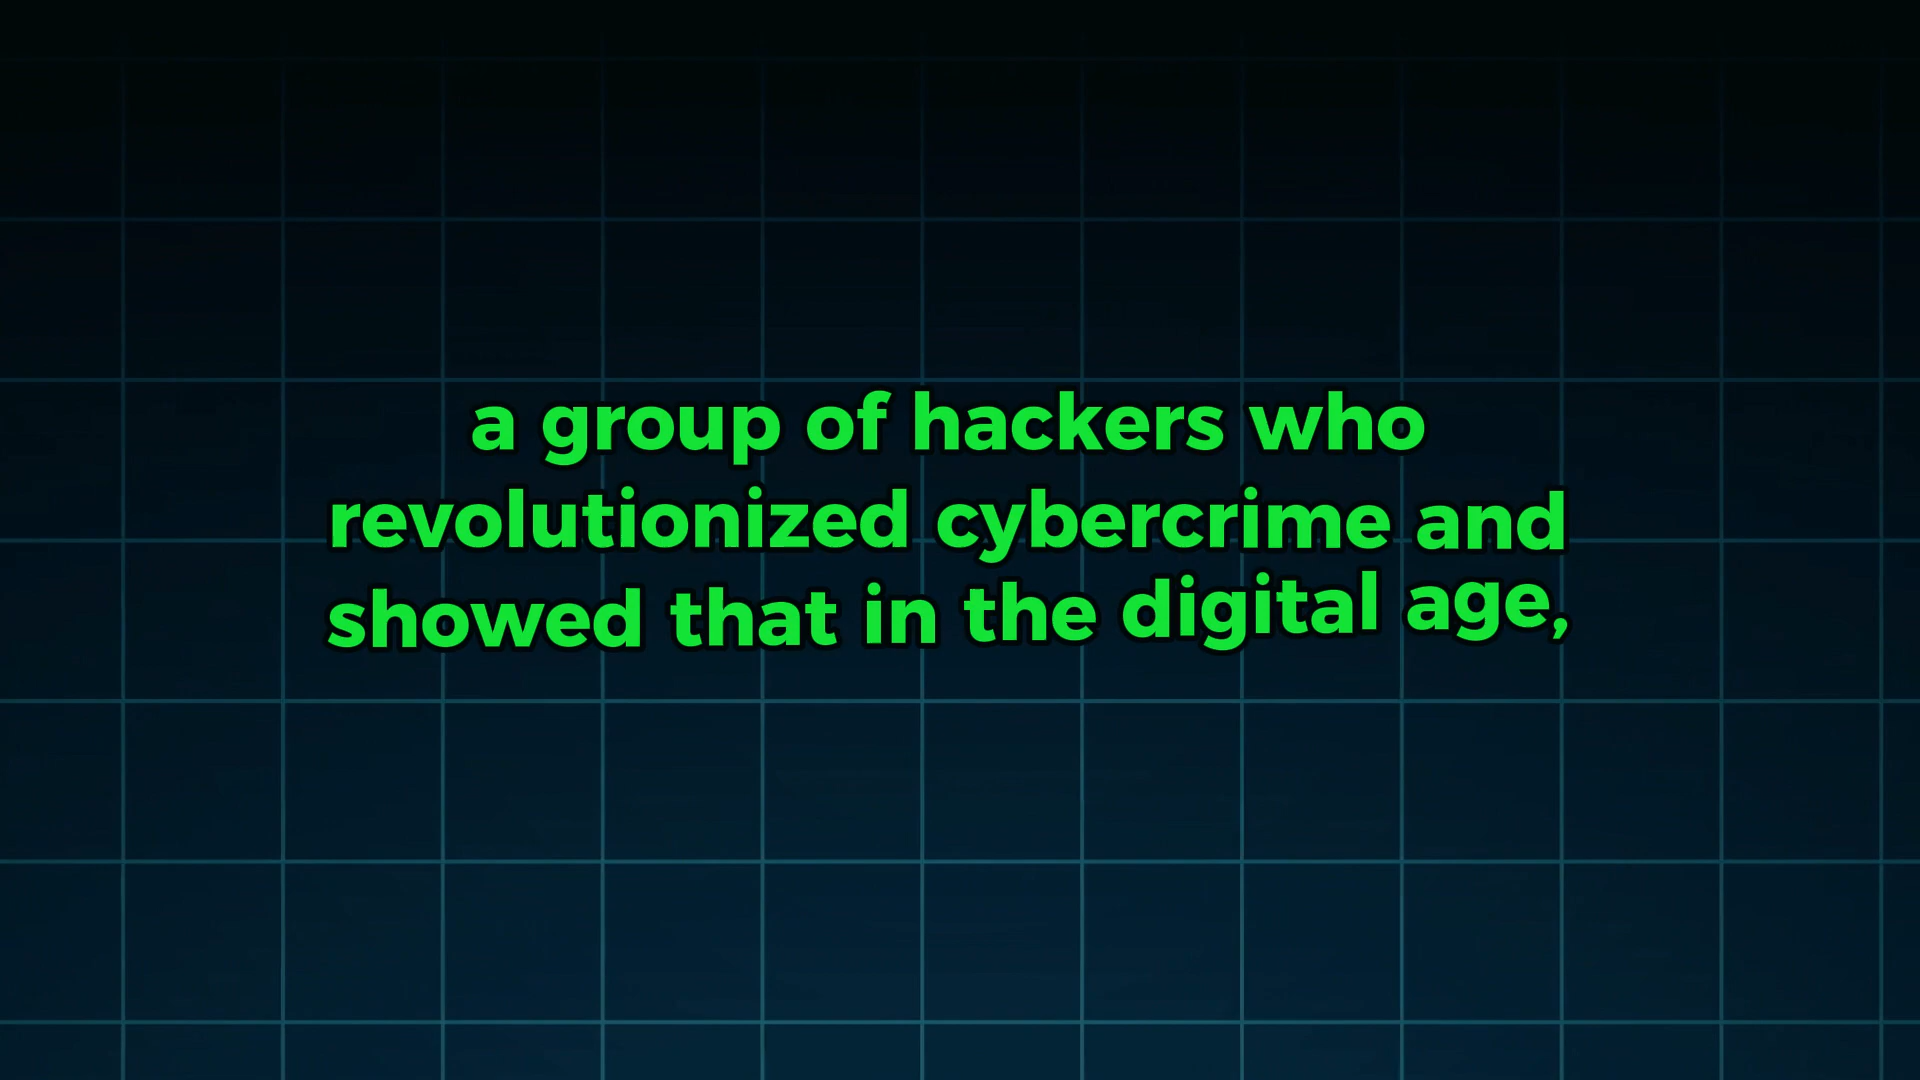 a group of hackers who
revolutionized cybercrime and
showed that in the digital age,